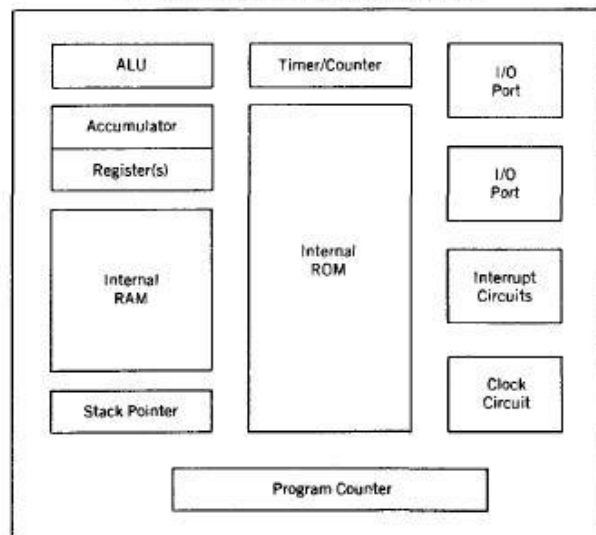 ALU
Accumulator
Register(s)
Internal
RAM
Stack Pointer
Timer/Counter
Internal
ROM
I/O
Port
I/O
Port
Interrupt
Circuits
Clock
Circuit
Program Counter